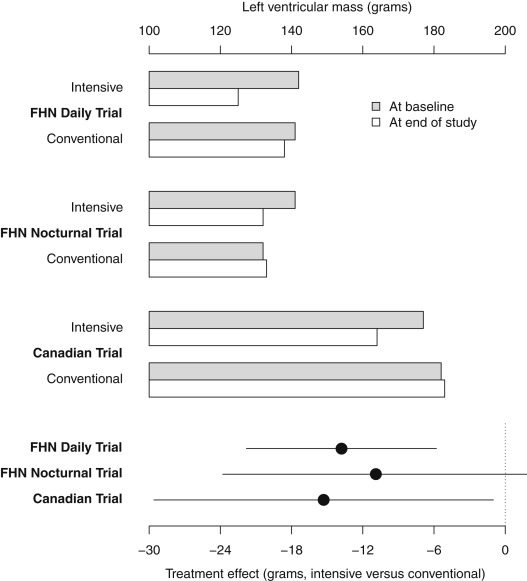 Left ventricular mass (grams)
100 120 140 160 180 200
Intensive
FHN Daily Trial
Conventional
At baseline
At end of study
Intensive
FHN Nocturnal Trial
Conventional
Intensive
Canadian Trial
Conventional
FHN Daily Trial
FHN Nocturnal Trial
Canadian Trial
−30 −24 −18 −12 −6 0
Treatment effect (grams, intensive versus conventional)